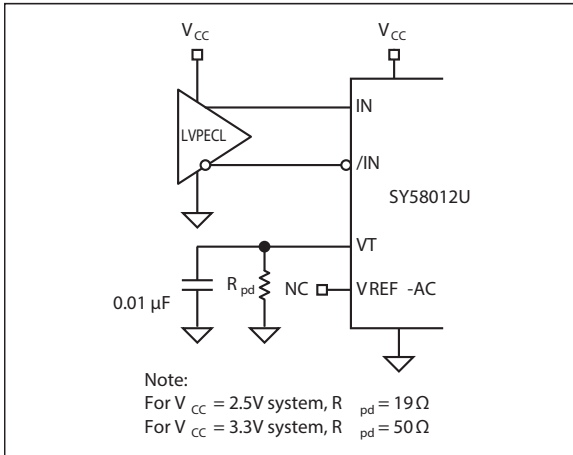 VCC
VCC
IN
LVPECL
/IN
SY58012U
VT
0.01 µF
Rpd
NC
VREF -AC
Note:
For VCC = 2.5V system, Rpd = 19Ω
For VCC = 3.3V system, Rpd = 50Ω